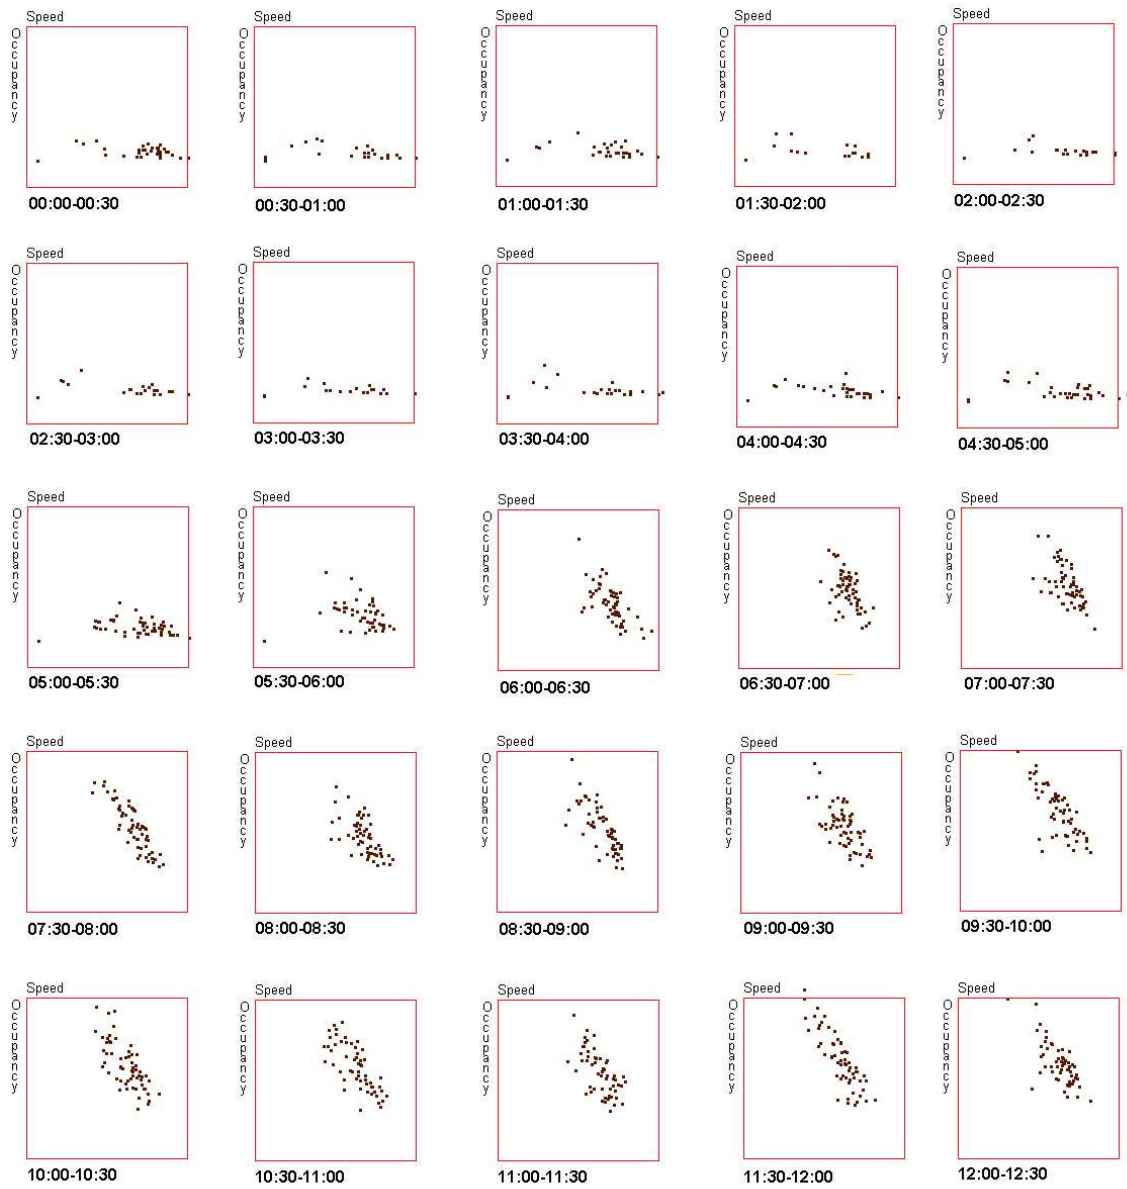 Speed Speed Speed Speed Speed
Occupancy Occupancy Occupancy Occupancy Occupancy
00:00-00:30 00:30-01:00 01:00-01:30 01:30-02:00 02:00-02:30
Speed Speed Speed Speed Speed
Occupancy Occupancy Occupancy Occupancy Occupancy
02:30-03:00 03:00-03:30 03:30-04:00 04:00-04:30 04:30-05:00
Speed Speed Speed Speed Speed
Occupancy Occupancy Occupancy Occupancy Occupancy
05:00-05:30 05:30-06:00 06:00-06:30 06:30-07:00 07:00-07:30
Speed Speed Speed Speed Speed
Occupancy Occupancy Occupancy Occupancy Occupancy
07:30-08:00 08:00-08:30 08:30-09:00 09:00-09:30 09:30-10:00
Speed Speed Speed Speed Speed
Occupancy Occupancy Occupancy Occupancy Occupancy
10:00-10:30 10:30-11:00 11:00-11:30 11:30-12:00 12:00-12:30